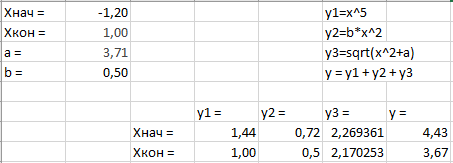 Xнач = -1,20 y1=x^5
Xкон = 1,00 y2=b*x^2
a = 3,71 y3=sqrt(x^2+a)
b = 0,50 y = y1 + y2 + y3
y1 = y2 = y3 = y =
Xнач = 1,44 0,72 2,269361 4,43
Xкон = 1,00 0,5 2,170253 3,67